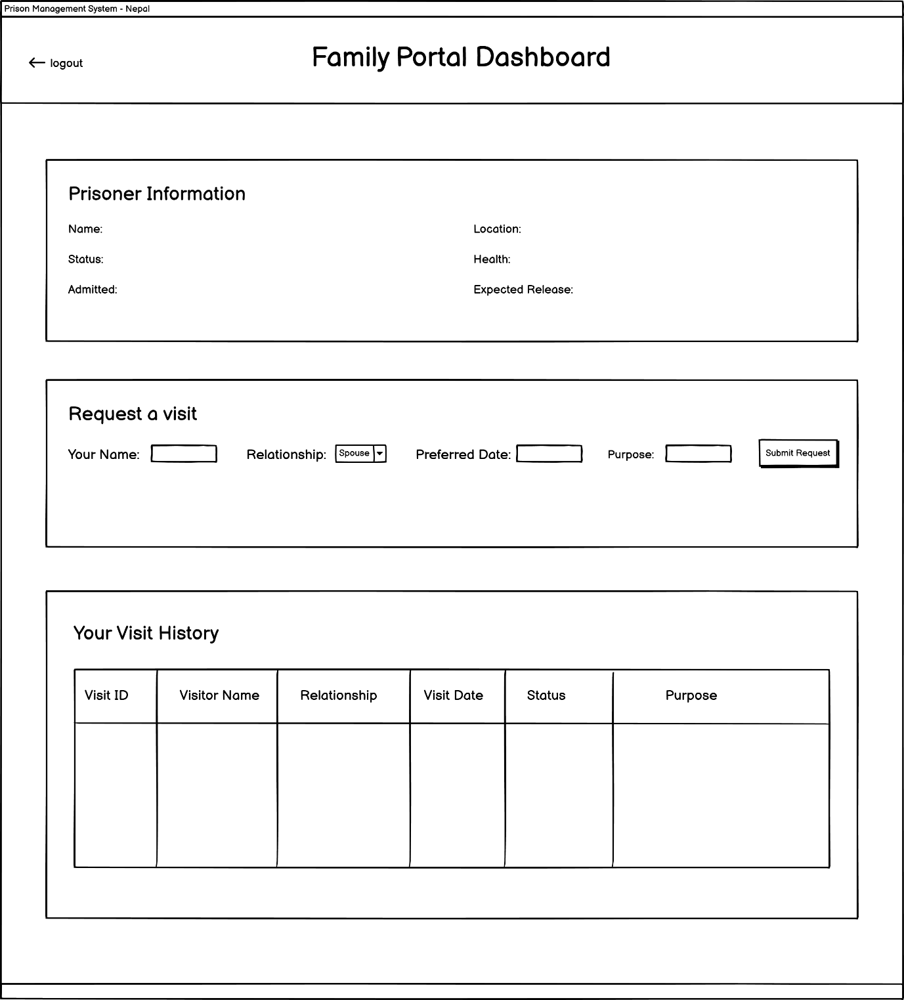 Prison Management System - Nepal
← logout
Family Portal Dashboard
Prisoner Information
Name:
Location:
Status:
Health:
Admitted:
Expected Release:
Request a visit
Your Name:
Relationship:
Spouse
Preferred Date:
Purpose:
Submit Request
Your Visit History
Visit ID
Visitor Name
Relationship
Visit Date
Status
Purpose